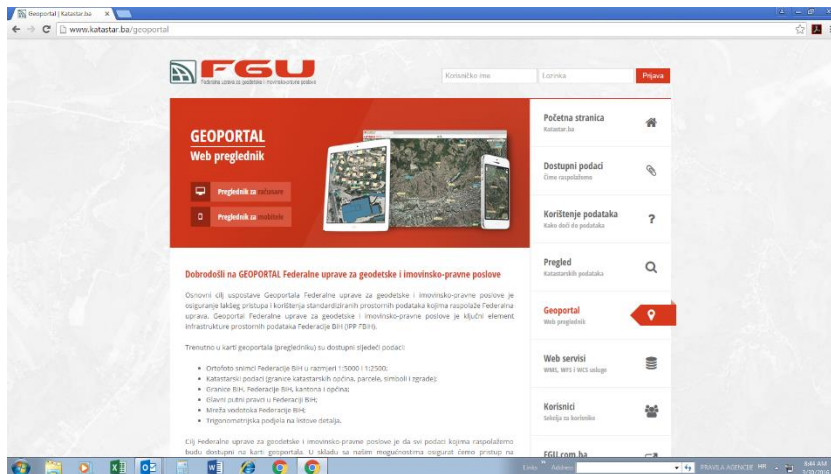 Geoportal | Katastar.ba
www.katastar.ba/geoportal
FGU
Federalna uprava za geodetske i imovinsko-pravne poslove
Korisničko ime
Lozinka
Prijava
GEOPORTAL
Web preglednik
Preglednik za računare
Preglednik za mobitele
Početna stranica
Katastar.ba
Dostupni podaci
Čime raspolažemo
Korištenje podataka
Kako doći do podataka
Pregled
Katastarskih podataka
Geoportal
Web preglednik
Web servisi
WMS, WFS i WCS usluge
Korisnici
Sekcija za korisnike
FGU.com.ba
Dobrodošli na GEOPORTAL Federalne uprave za geodetske i imovinsko-pravne poslove
Osnovni cilj uspostave Geoportala Federalne uprave za geodetske i imovinsko-pravne poslove je
osiguranje lakšeg pristupa i korištenja standardiziranih prostornih podataka kojima raspolaže Federalna
uprava. Geoportal Federalne uprave za geodetske i imovinsko-pravne poslove je ključni element
infrastrukture prostornih podataka Federacije BiH (IPP FBiH).
Trenutno u karti geoportala (pregledniku) su dostupni sljedeći podaci:
Ortofoto snimci Federacije BiH u razmjeri 1:5000 i 1:2500;
Katastarski podaci (granice katastarskih općina, parcele, simboli i zgrade);
Granice BiH, Federacije BiH, kantona i općina;
Glavni putni pravci u Federaciji BiH;
Mreža vodotoka Federacije BiH;
Trigonometrijska podjela na listove detalja.
Cilj Federalne uprave za geodetske i imovinsko-pravne poslove je da svi podaci kojima raspolažemo
budu dostupni na karti geoportala. U skladu sa našim mogućnostima osigurat ćemo pristup na
Links
Address
PRAVILA AGENCIJE
HR
8:44 AM